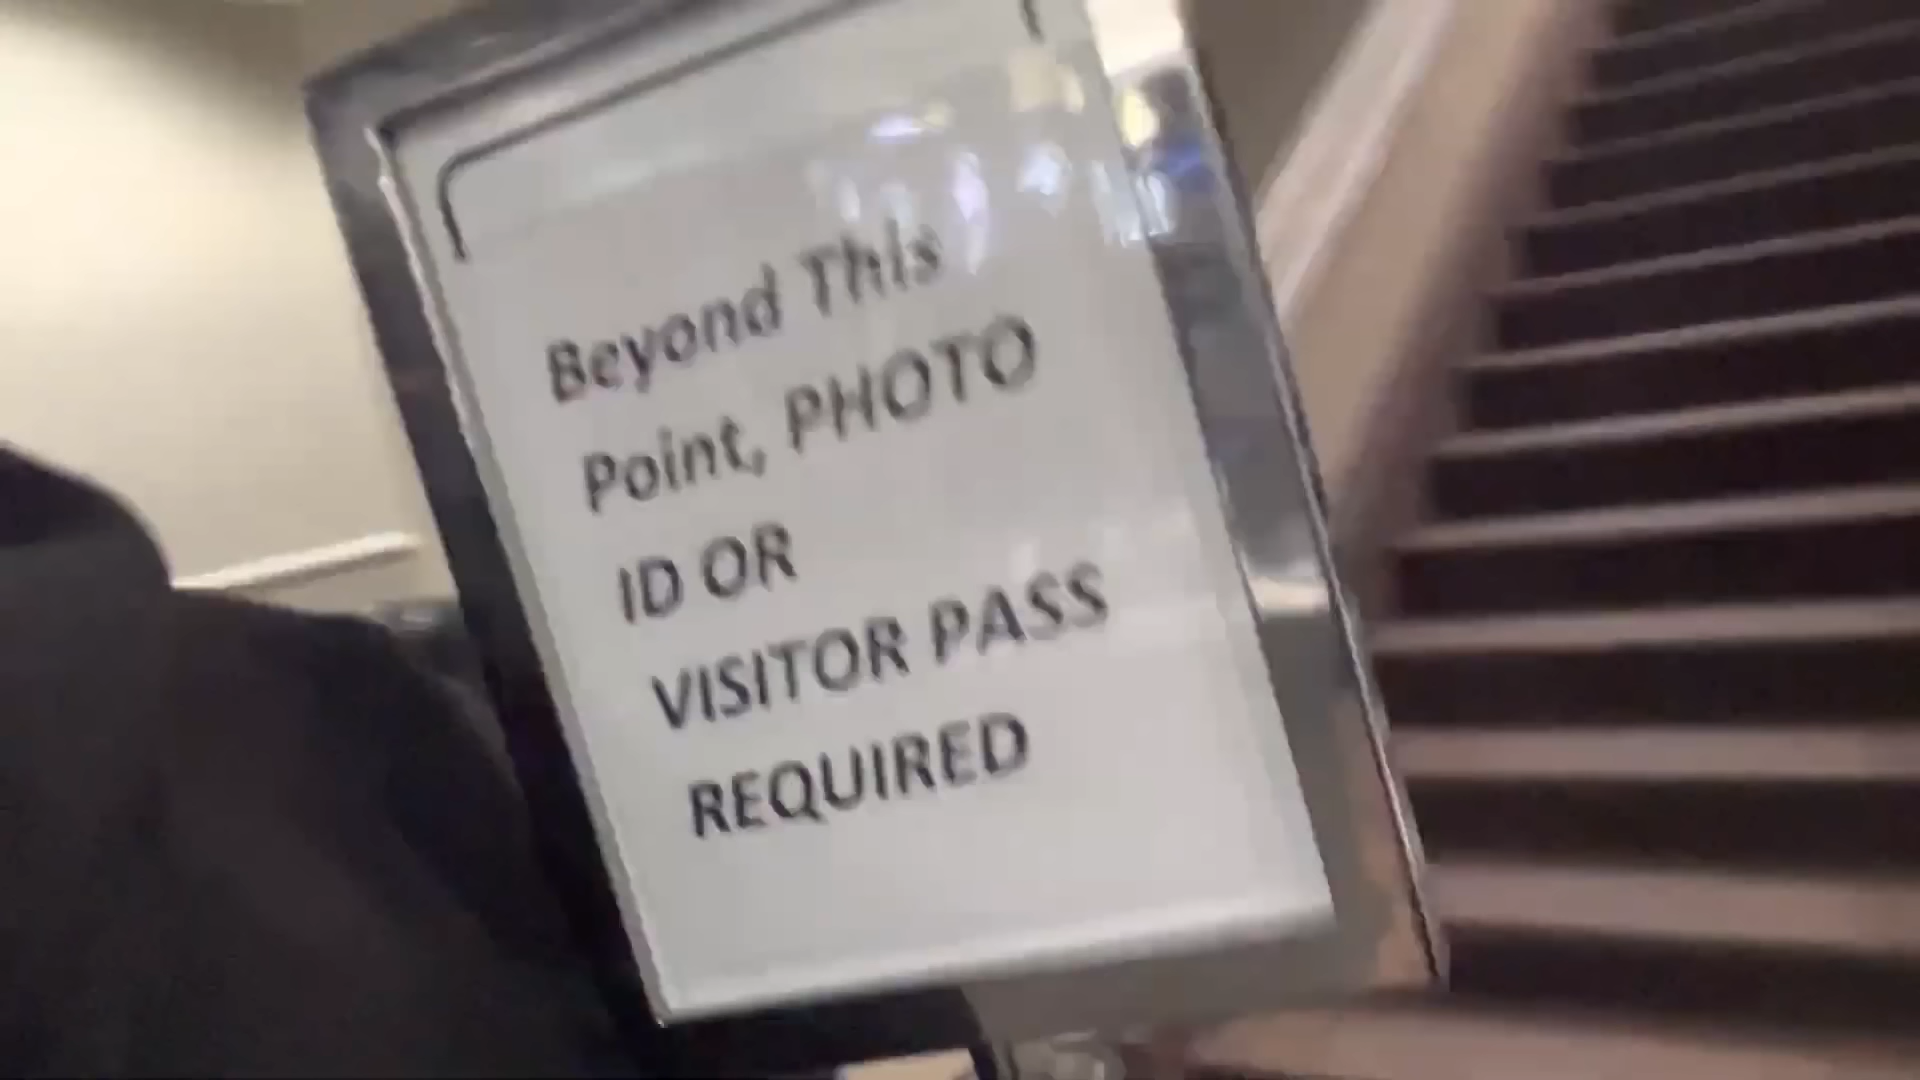 Beyond This
Point, PHOTO
ID OR
VISITOR PASS
REQUIRED